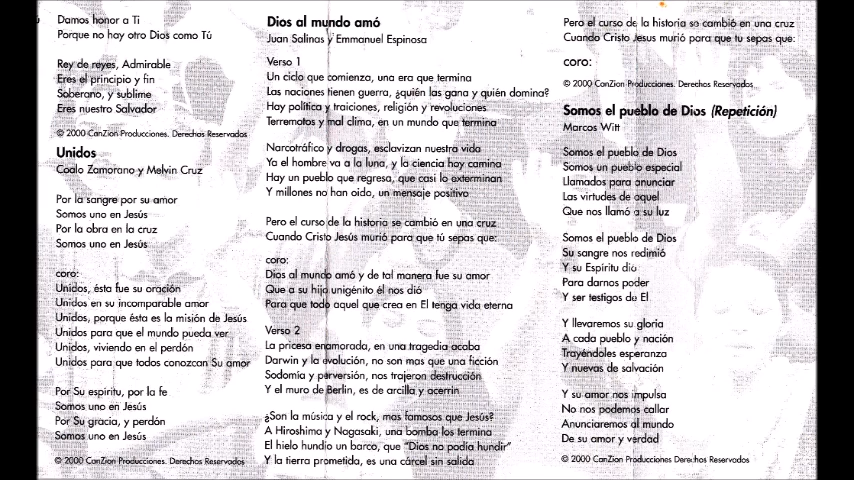 Damos honor a Ti
Porque no hay otro Dios como Tú
Rey de reyes, Admirable
Eres el principio y fin
Soberano, y sublime
Eres nuestro Salvador
© 2000 CanZion Producciones. Derechos Reservados
Unidos
Coalo Zamorano y Melvin Cruz
Por la sangre por su amor
Somos uno en Jesús
Por la obra en la cruz
Somos uno en Jesús
coro:
Unidos, ésta fue su oración
Unidos en su incomparable amor
Unidos, porque ésta es la misión de Jesús
Unidos para que el mundo pueda ver
Unidos, viviendo en el perdón
Unidos para que todos conozcan Su amor
Por Su espíritu, por la fe
Somos uno en Jesús
Por Su gracia, y perdón
Somos uno en Jesús
© 2000 CanZion Producciones. Derechos Reservados
Dios al mundo amó
Juan Salinas y Emmanuel Espinosa
Verso 1
Un ciclo que comienza, una era que termina
Las naciones tienen guerra, ¿quién las gana y quién domina?
Hay política y traiciones, religión y revoluciones
Terremotos y mal clima, en un mundo que termina
Narcotráfico y drogas, esclavizan nuestra vida
Ya el hombre va a la luna, y la ciencia hay camina
Hay un pueblo que regresa, que casi lo exterminan
Y millones no han oido, un mensaje positivo
Pero el curso de la historia se cambió en una cruz
Cuando Cristo Jesús murió para que tú sepas que:
coro:
Dios al mundo amó y de tal manera fue su amor
Que a su hijo unigénito él nos dió
Para que todo aquel que crea en El tenga vida eterna
Verso 2
La pricesa enamorada, en una tragedia acaba
Darwin y la evolución, no son mas que una ficción
Sodomía y perversión, nos trajeron destrucción
Y el muro de Berlin, es de arcilla y acerrin
¿Son la música y el rock, mas famosos que Jesús?
A Hiroshima y Nagasaki, una bomba los termina
El hielo hundio un barco, que "Dios no podía hundir"
Y la tierra prometida, es una cárcel sin salida
Pero el curso de la historia se cambió en una cruz
Cuando Cristo Jesus murió para que tu sepas que:
coro:
© 2000 CanZion Producciones. Derechos Reservados
Somos el pueblo de Dios (Repetición)
Marcos Witt
Somos el pueblo de Dios
Somos un pueblo especial
Llamados para anunciar
Las virtudes de aquel
Que nos llamó a su luz
Somos el pueblo de Dios
Su sangre nos redimió
Y su Espíritu dió
Para darnos poder
Y ser testigos de El
Y llevaremos su gloria
A cada pueblo y nación
Trayéndoles esperanza
Y nuevas de salvación
Y su amor nos impulsa
No nos podemos callar
Anunciaremos al mundo
De su amor y verdad
© 2000 CanZion Producciones Derechos Reservados